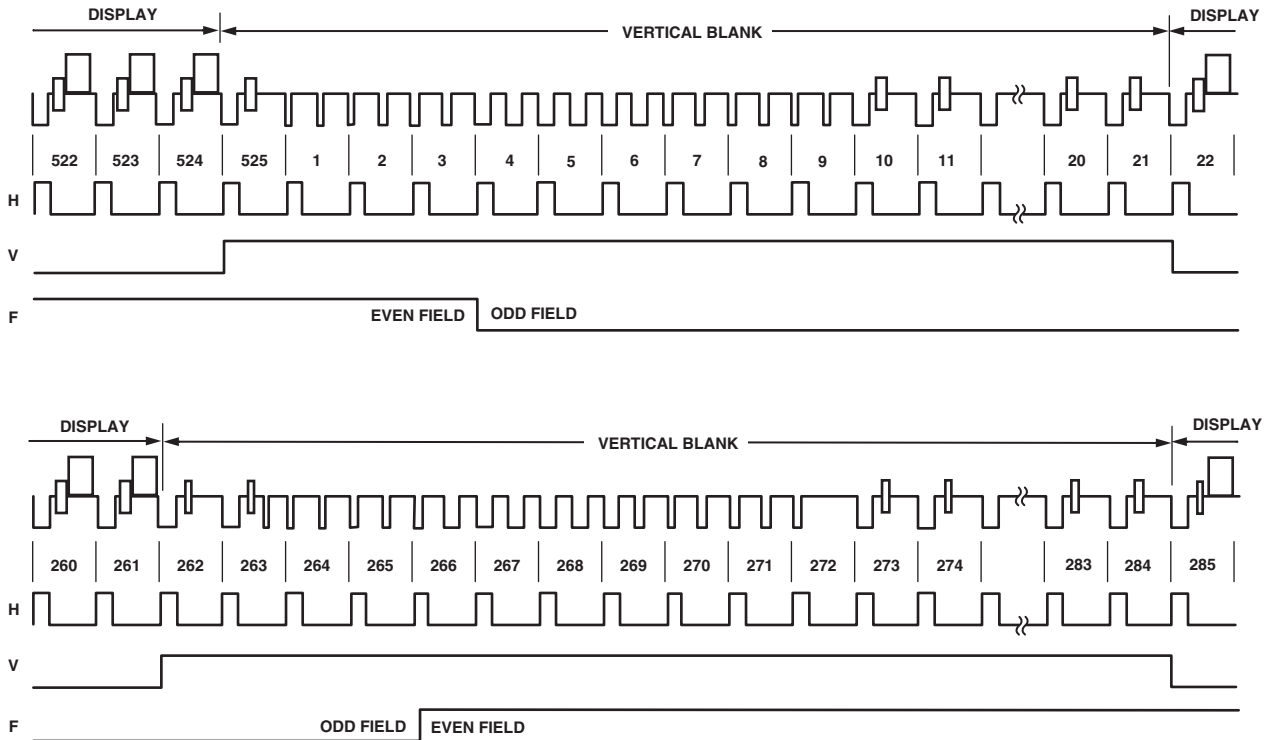 DISPLAY
VERTICAL BLANK
DISPLAY
522 523 524 525 1 2 3 4 5 6 7 8 9 10 11 20 21 22
H
V
F
EVEN FIELD ODD FIELD
DISPLAY
VERTICAL BLANK
DISPLAY
260 261 262 263 264 265 266 267 268 269 270 271 272 273 274 283 284 285
H
V
F
ODD FIELD EVEN FIELD